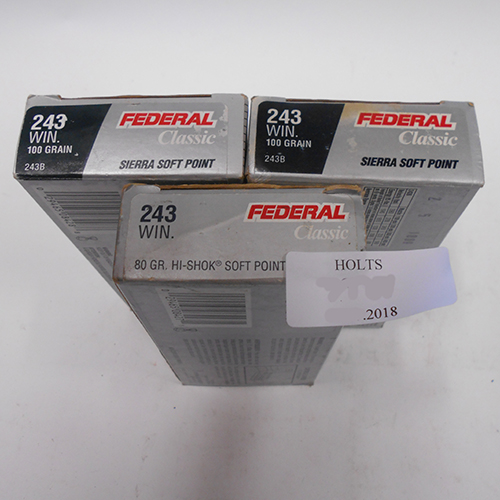 243
WIN.
100 GRAIN
243B
FEDERAL
Classic
SIERRA SOFT POINT
243
WIN.
100 GRAIN
243B
FEDERAL
Classic
SIERRA SOFT POINT
243
WIN.
FEDERAL
Classic
80 GR. HI-SHOK® SOFT POINT
HOLTS
.2018